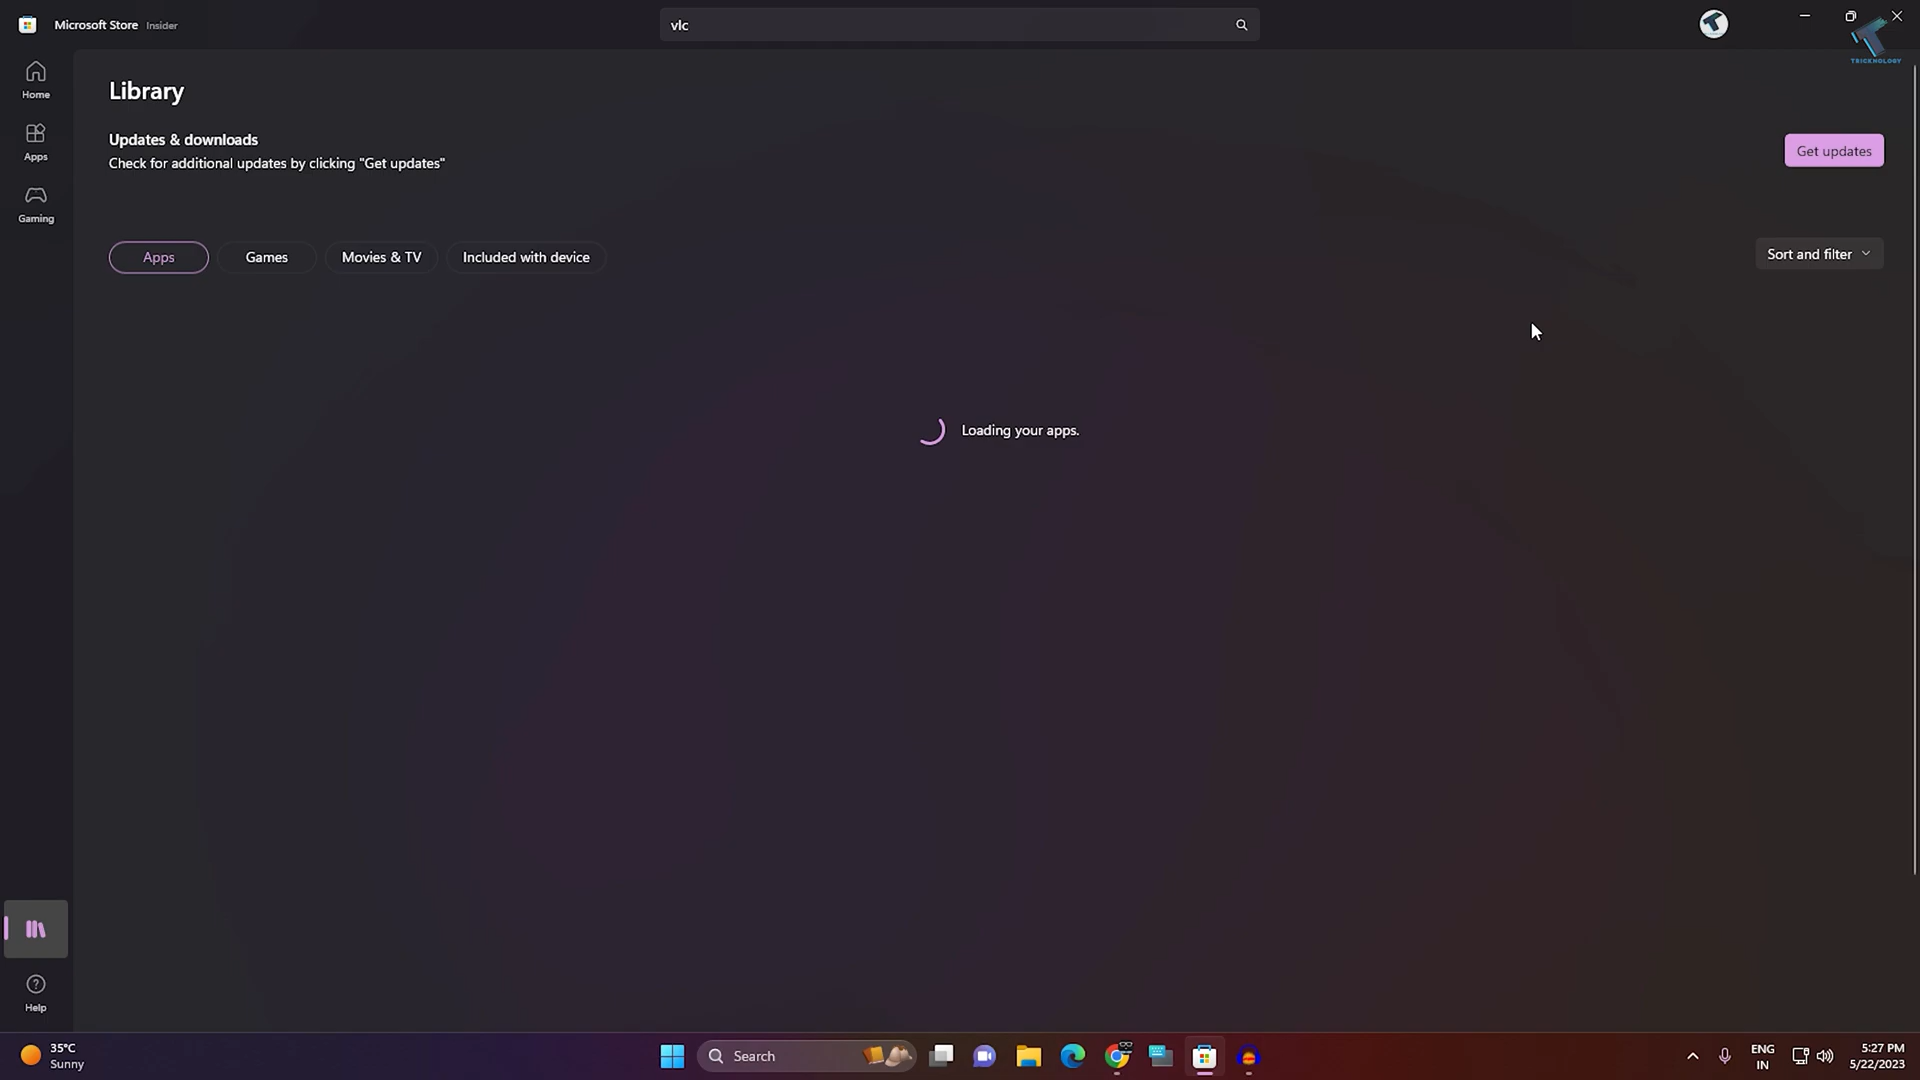 Microsoft Store Insider
vlc
TRICKNOLOGY
Home
Apps
Gaming
Library
Updates & downloads
Check for additional updates by clicking "Get updates"
Get updates
Apps
Games
Movies & TV
Included with device
Sort and filter
Loading your apps.
Help
35°C
Sunny
Search
ENG
IN
5:27 PM
5/22/2023